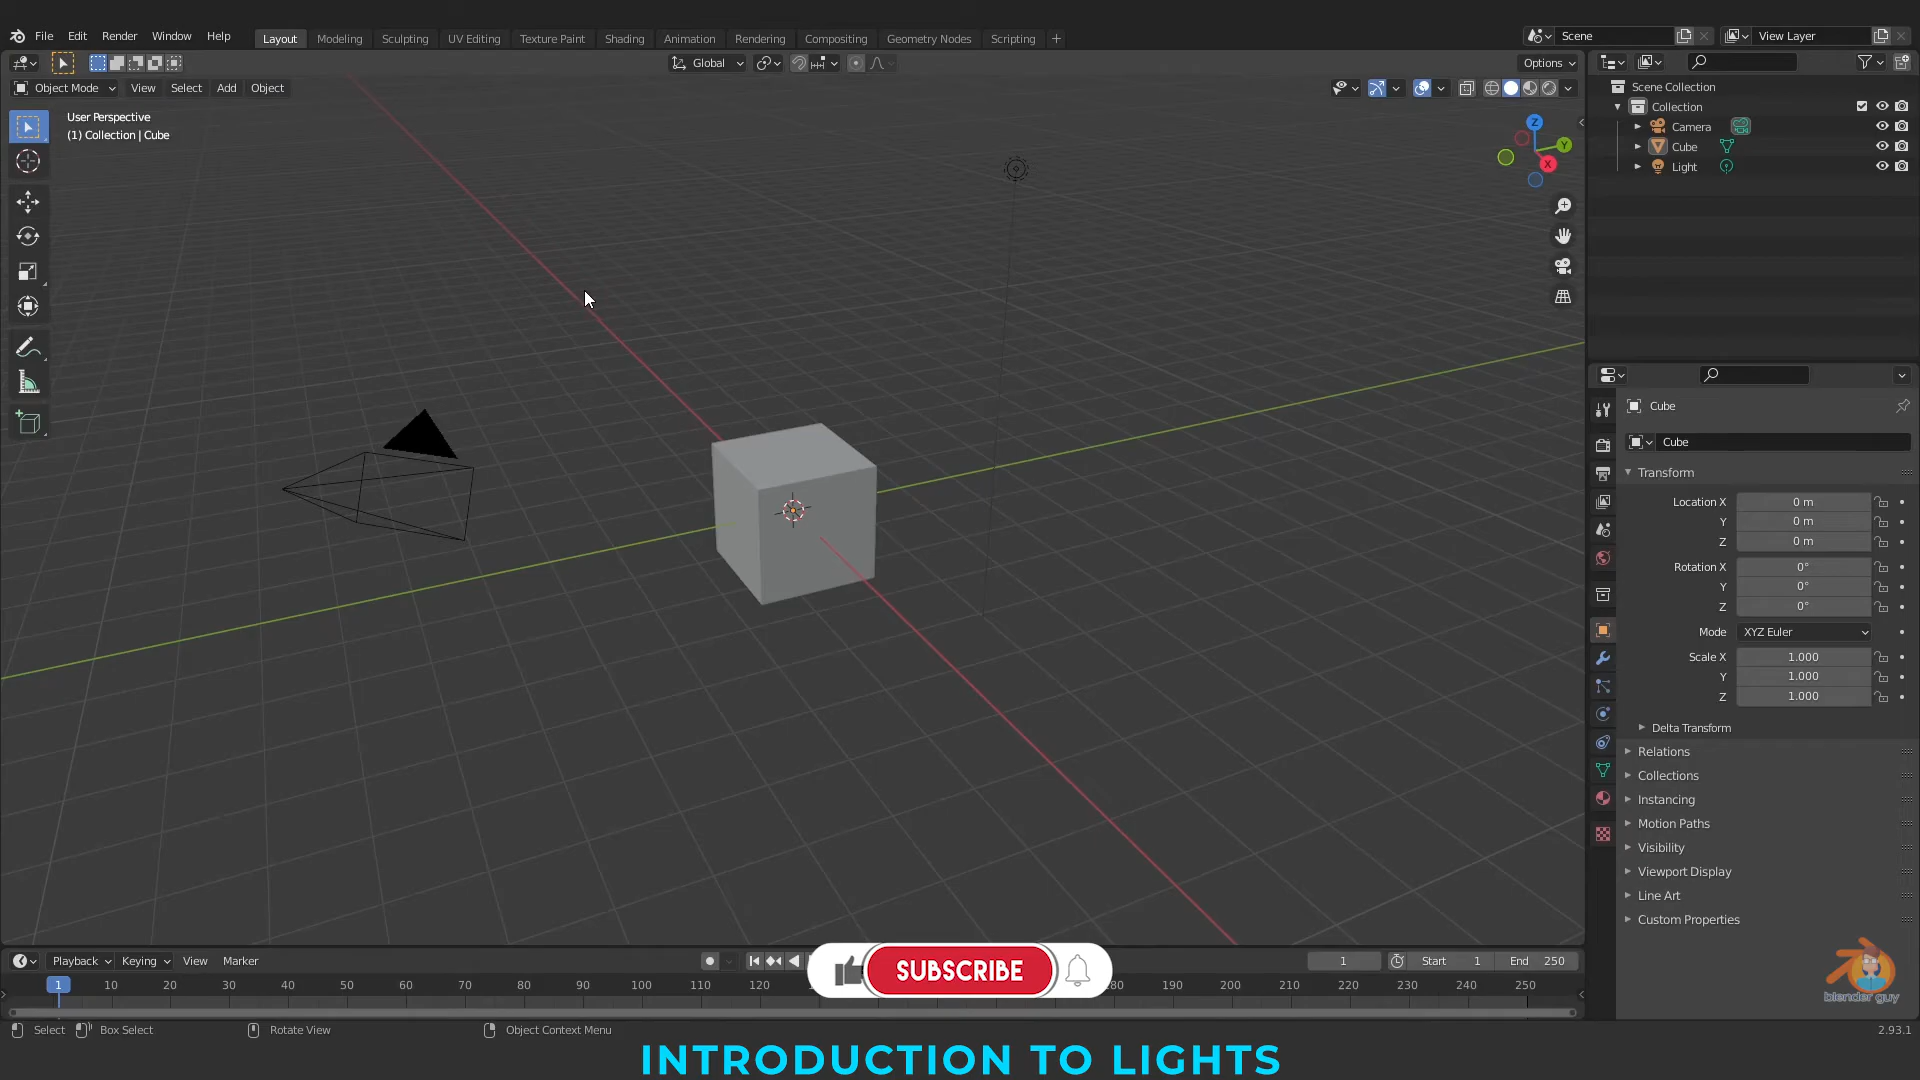 File Edit Render Window Help Layout Modeling Sculpting UV Editing Texture Paint Shading Animation Rendering Compositing Geometry Nodes Scripting + Scene View Layer
Global Options
Object Mode View Select Add Object
User Perspective
(1) Collection | Cube
Z
Y
X
Scene Collection
Collection
Camera
Cube
Light
Cube
Cube
Transform
Location X 0 m
Y 0 m
Z 0 m
Rotation X 0°
Y 0°
Z 0°
Mode XYZ Euler
Scale X 1.000
Y 1.000
Z 1.000
Delta Transform
Relations
Collections
Instancing
Motion Paths
Visibility
Viewport Display
Line Art
Custom Properties
blender guy
Playback Keying View Marker 1 Start 1 End 250
SUBSCRIBE
1 10 20 30 40 50 60 70 80 90 100 110 120 180 190 200 210 220 230 240 250
Select Box Select Rotate View Object Context Menu 2.93.1
INTRODUCTION TO LIGHTS